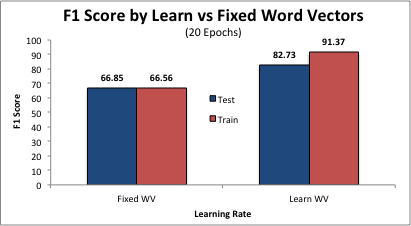 F1 Score by Learn vs Fixed Word Vectors
(20 Epochs)
100
90
80
70
60
50
40
30
20
10
0
F1 Score
66.85
66.56
82.73
91.37
Test
Train
Fixed WV
Learn WV
Learning Rate